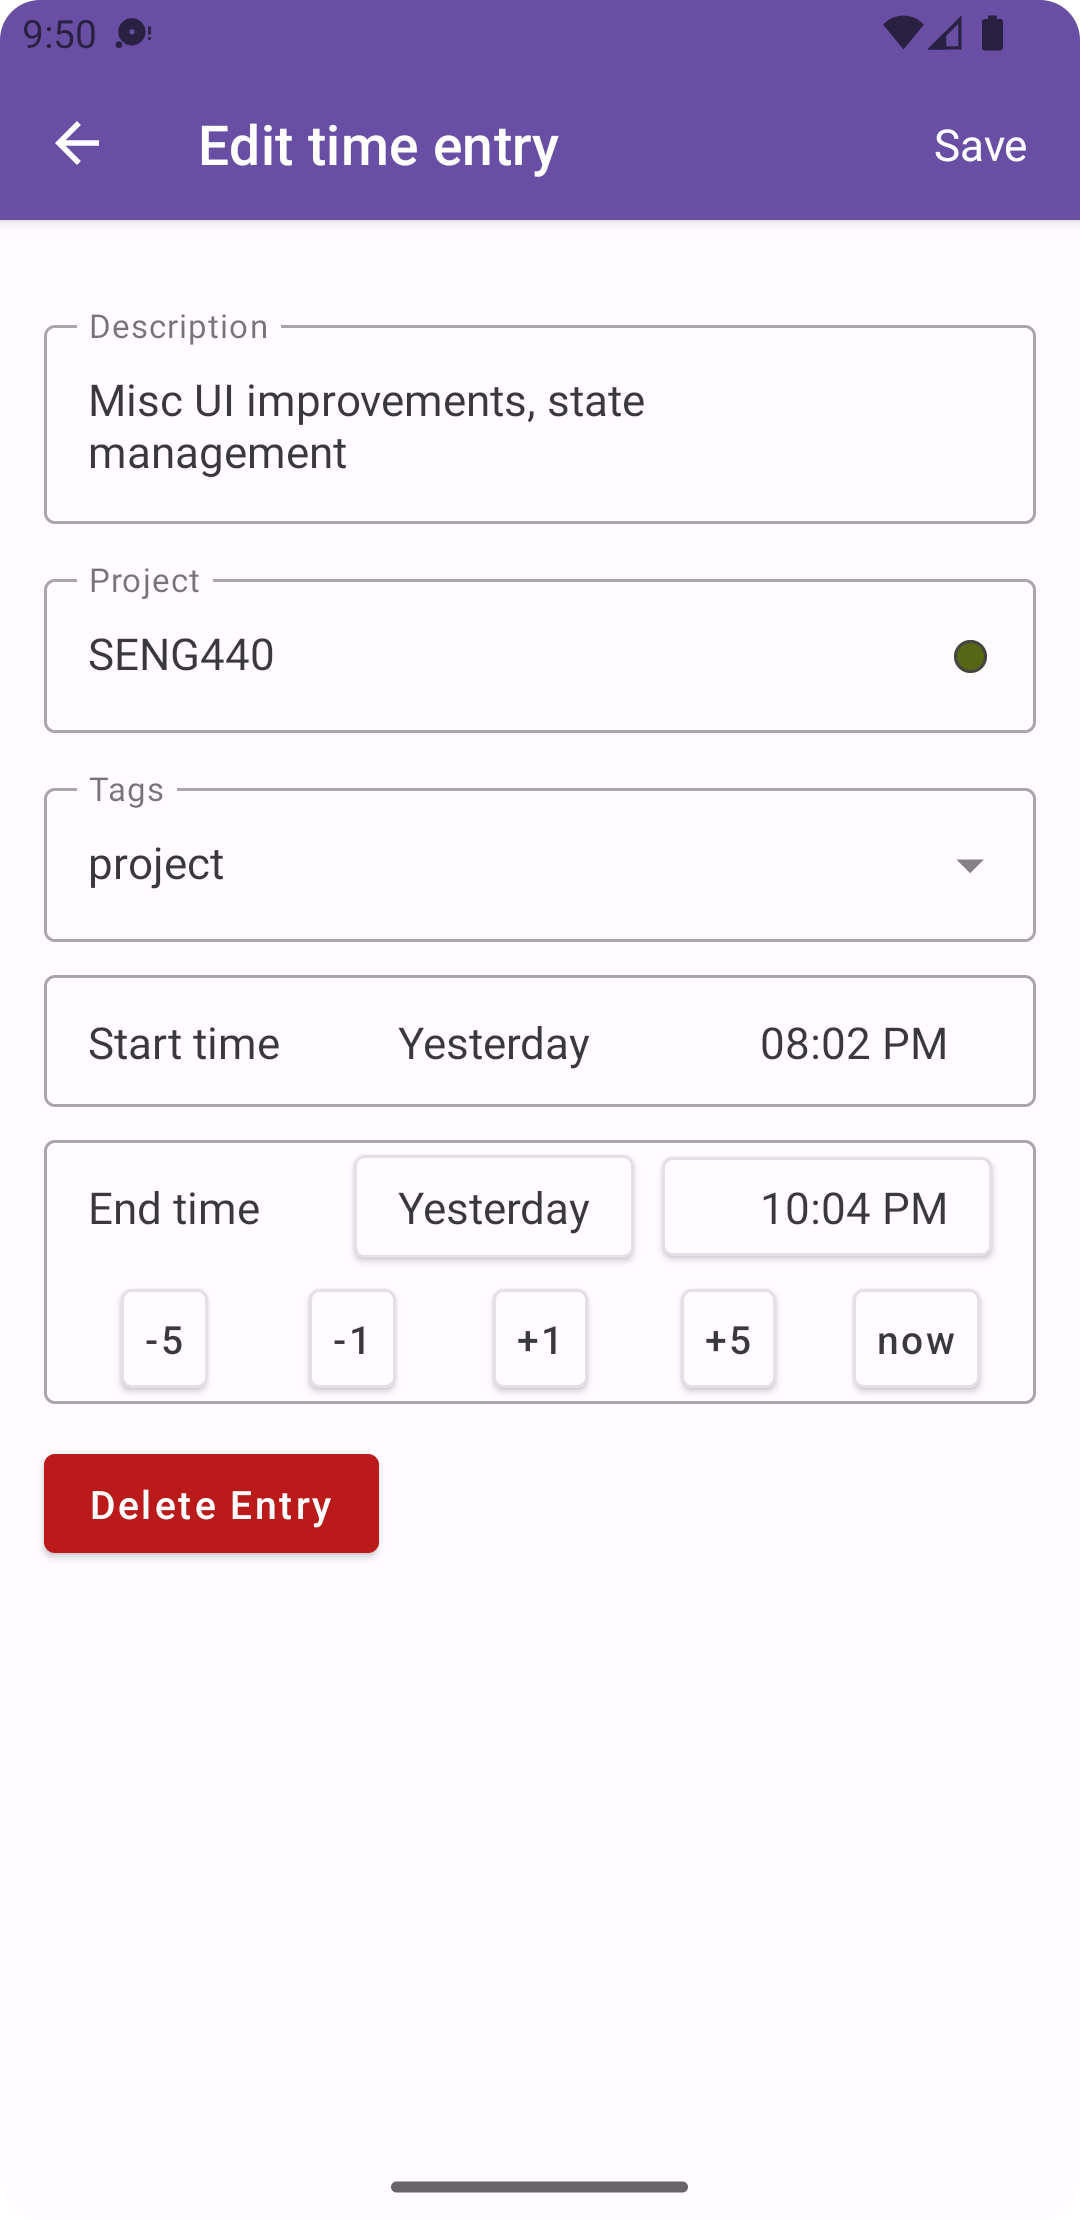 9:50
Edit time entry
Save
Description
Misc UI improvements, state
management
Project
SENG440
Tags
project
Start time Yesterday 08:02 PM
End time Yesterday 10:04 PM
-5 -1 +1 +5 now
Delete Entry